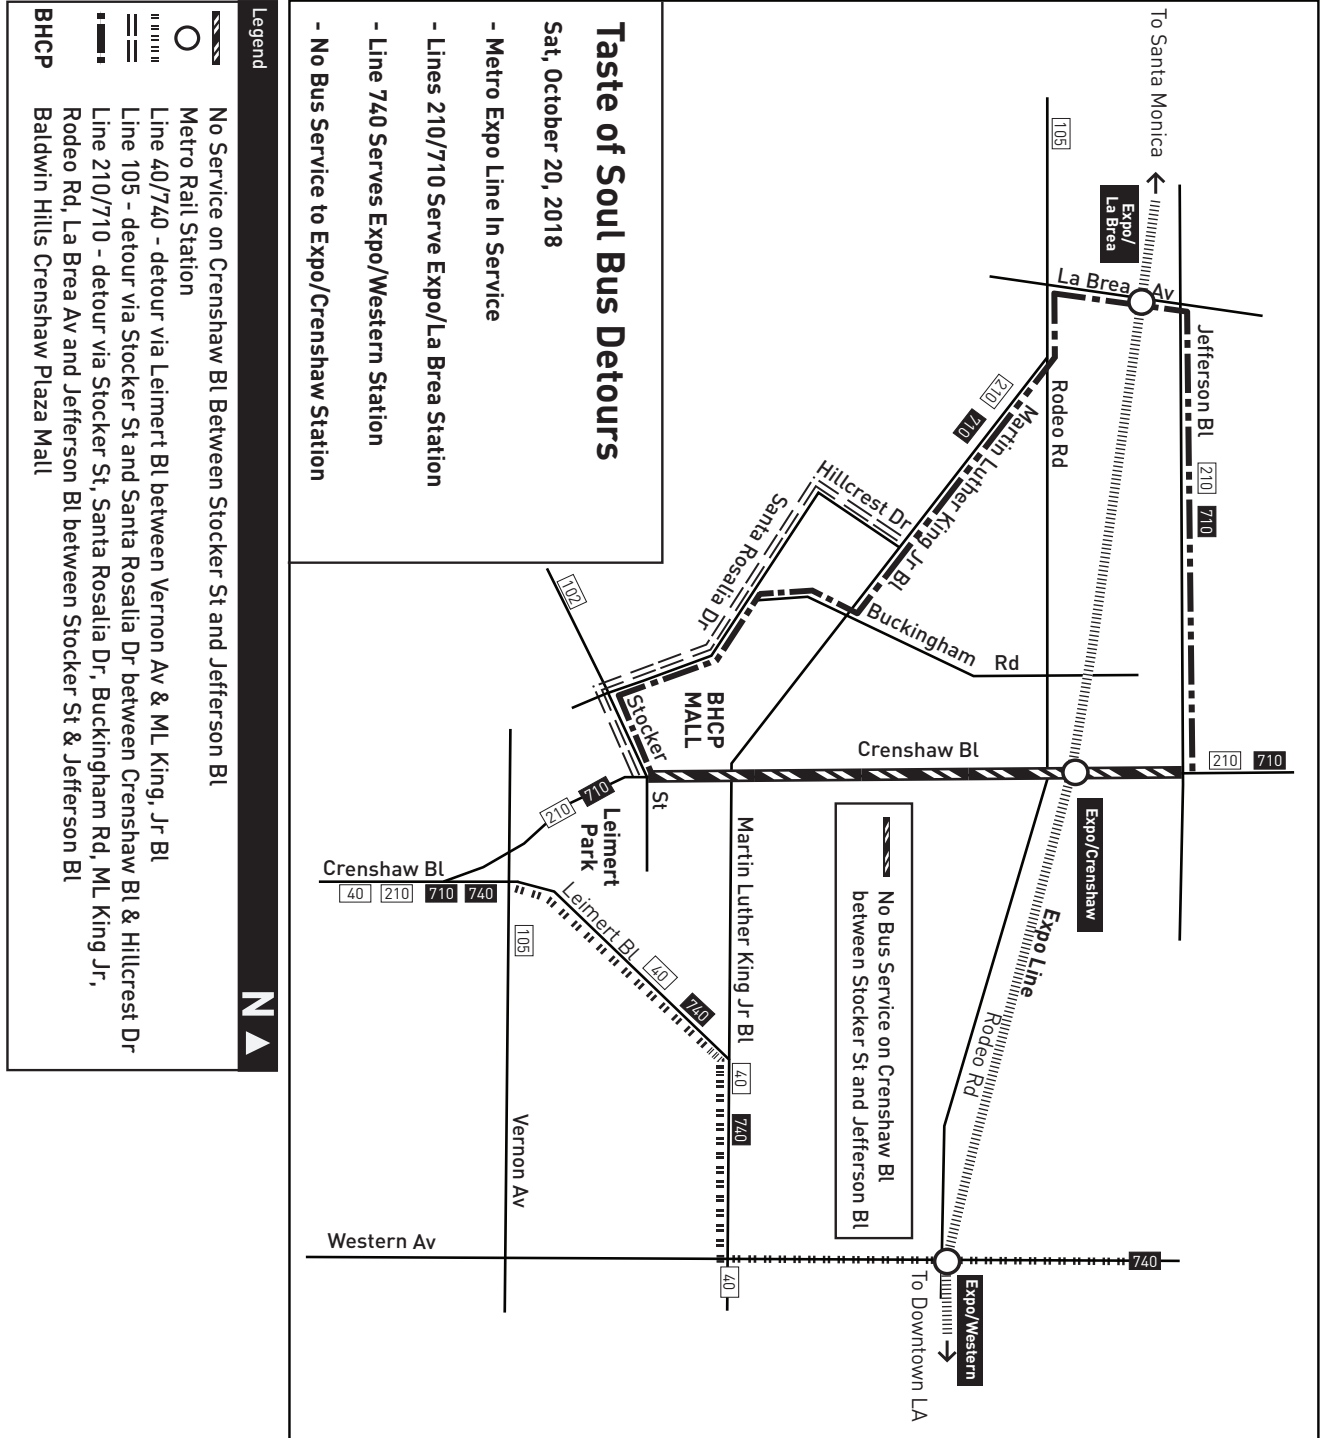 Taste of Soul Bus Detours
Sat, October 20, 2018
- Metro Expo Line In Service
- Lines 210/710 Serve Expo/La Brea Station
- Line 740 Serves Expo/Western Station
- No Bus Service to Expo/Crenshaw Station
To Santa Monica
Expo/
La Brea
105
La Brea Av
Jefferson Bl
210 710
210 710
Rodeo Rd
210
710
Martin Luther King Jr Bl
Hillcrest Dr
Santa Rosalia Dr
Buckingham Rd
102
BHCP
MALL
Stocker St
Crenshaw Bl
Expo/Crenshaw
Expo Line
Rodeo Rd
No Bus Service on Crenshaw Bl
between Stocker St and Jefferson Bl
Martin Luther King Jr Bl
Leimert
Park
710
210
Crenshaw Bl
40 210 710 740
105
Leimert Bl
40 740
40 740
Vernon Av
Western Av
40
740
Expo/Western
To Downtown LA
Legend
N
No Service on Crenshaw Bl Between Stocker St and Jefferson Bl
Metro Rail Station
Line 40/740 - detour via Leimert Bl between Vernon Av & ML King, Jr Bl
Line 105 - detour via Stocker St and Santa Rosalia Dr between Crenshaw Bl & Hillcrest Dr
Line 210/710 - detour via Stocker St, Santa Rosalia Dr, Buckingham Rd, ML King Jr,
Rodeo Rd, La Brea Av and Jefferson Bl between Stocker St & Jefferson Bl
BHCP Baldwin Hills Crenshaw Plaza Mall